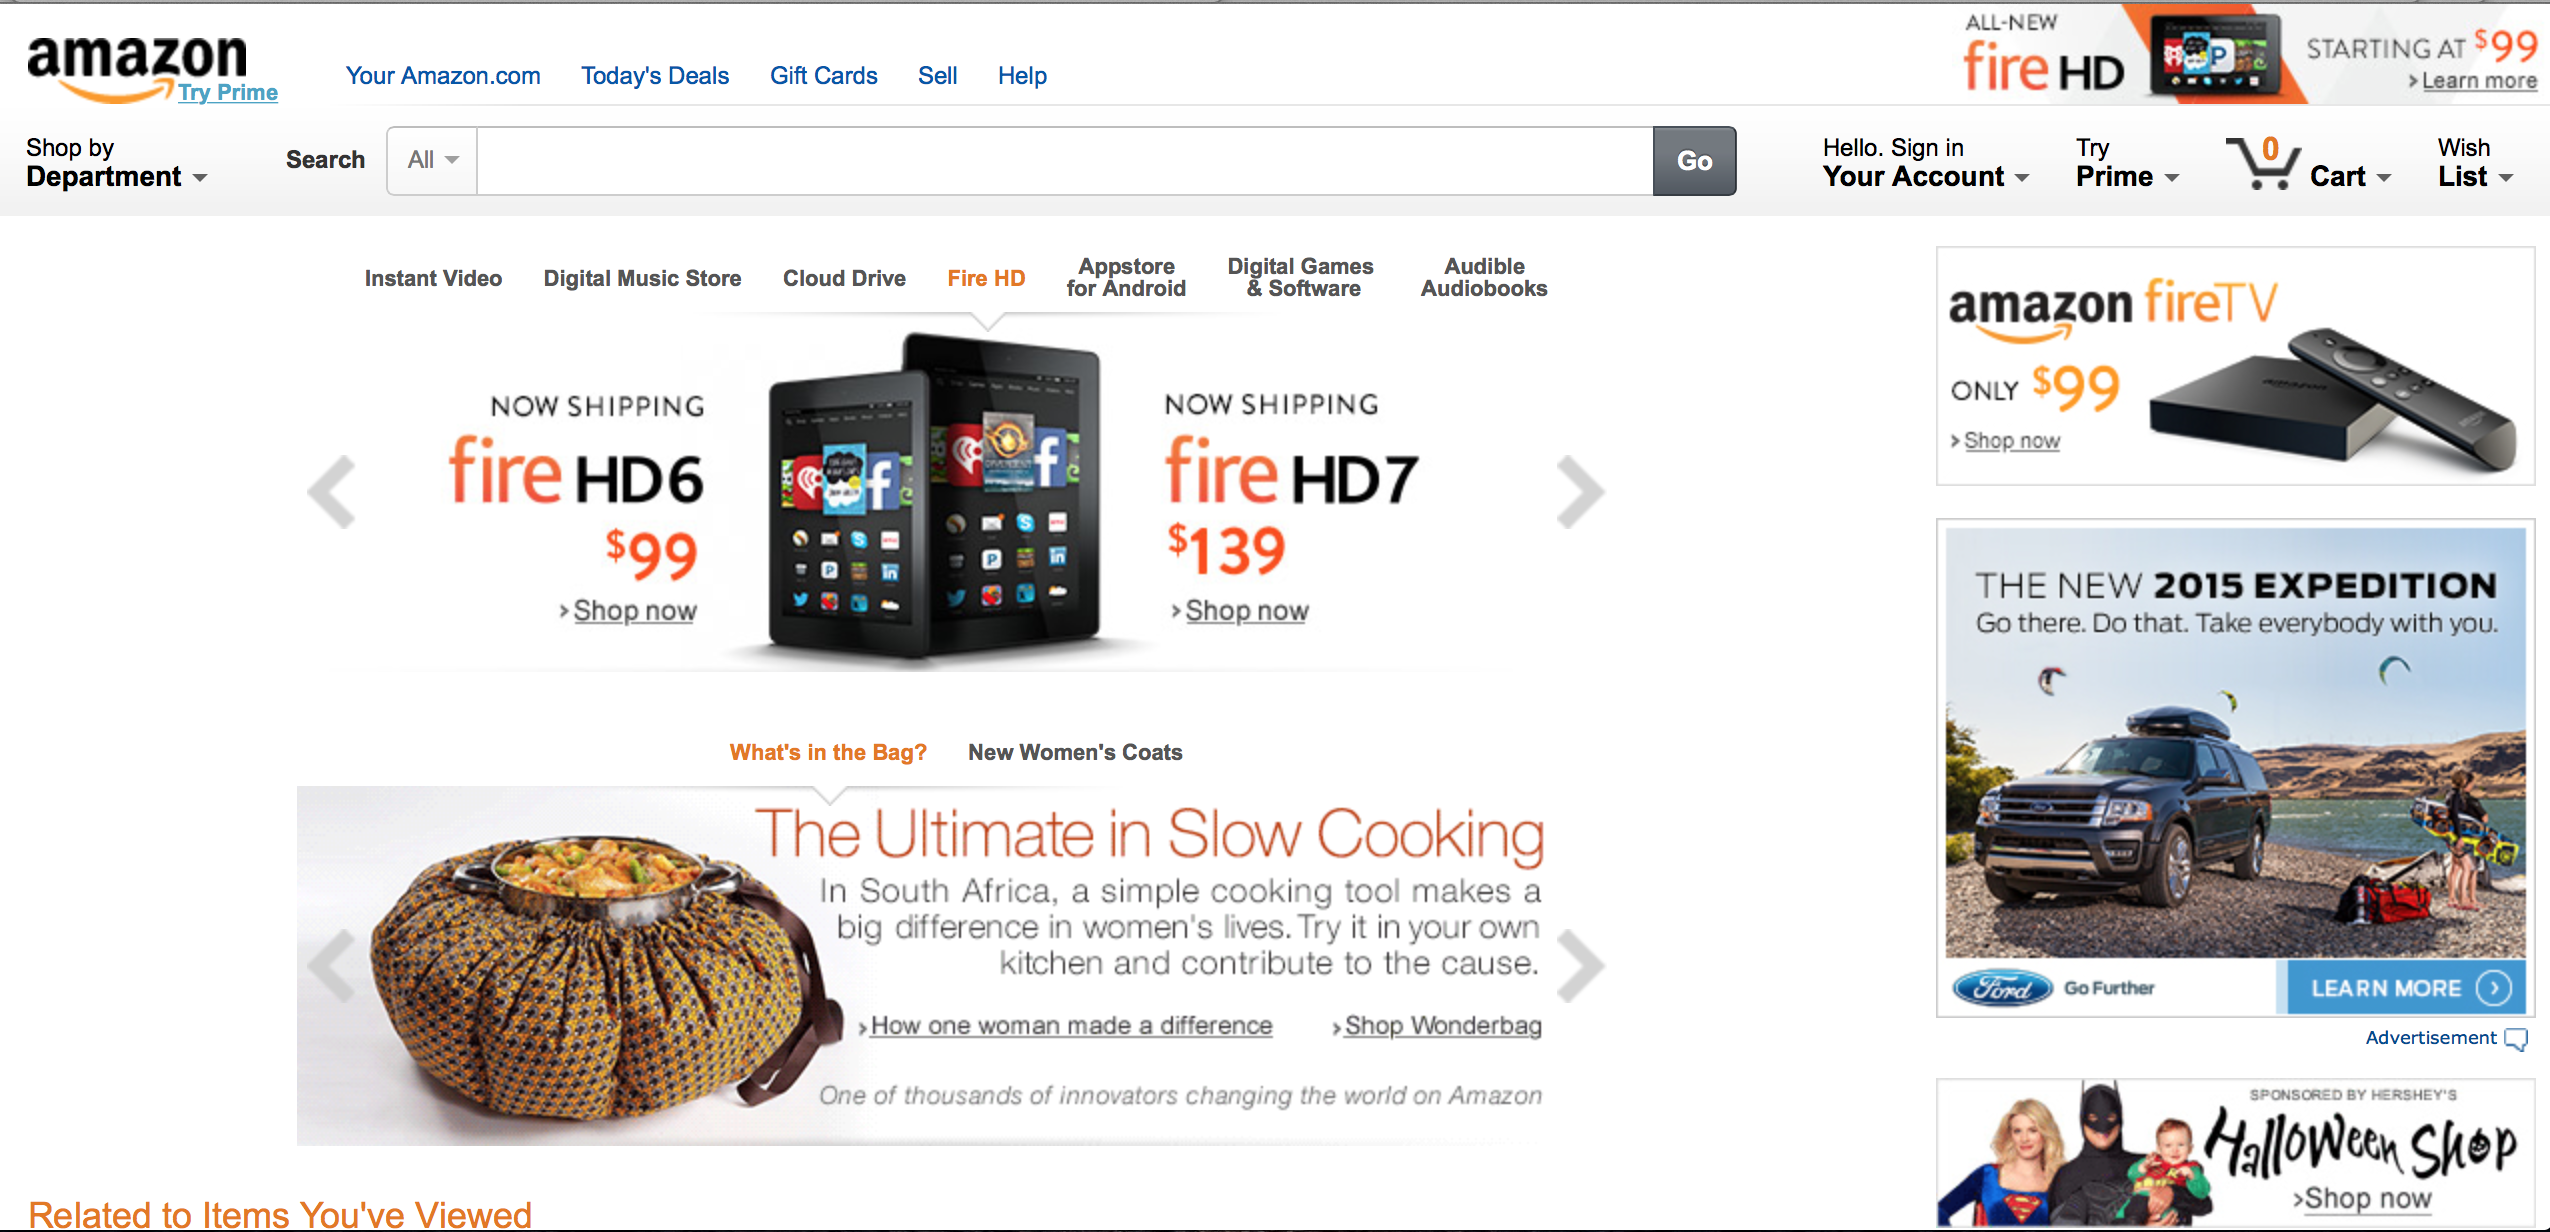 amazon
Try Prime
Your Amazon.com Today's Deals Gift Cards Sell Help
ALL-NEW
fire HD
STARTING AT $99
> Learn more
Shop by
Department
Search All Go
Hello. Sign in
Your Account
Try
Prime
0
Cart
Wish
List
Instant Video
Digital Music Store
Cloud Drive
Fire HD
Appstore
for Android
Digital Games
& Software
Audible
Audiobooks
NOW SHIPPING
fire HD6
$99
> Shop now
NOW SHIPPING
fire HD7
$139
> Shop now
amazon fireTV
ONLY $99
> Shop now
THE NEW 2015 EXPEDITION
Go there. Do that. Take everybody with you.
Ford
Go Further
LEARN MORE
Advertisement
What's in the Bag? New Women's Coats
The Ultimate in Slow Cooking
In South Africa, a simple cooking tool makes a
big difference in women's lives. Try it in your own
kitchen and contribute to the cause.
> How one woman made a difference > Shop Wonderbag
One of thousands of innovators changing the world on Amazon
SPONSORED BY HERSHEY'S
Halloween Shop
> Shop now
Related to Items You've Viewed